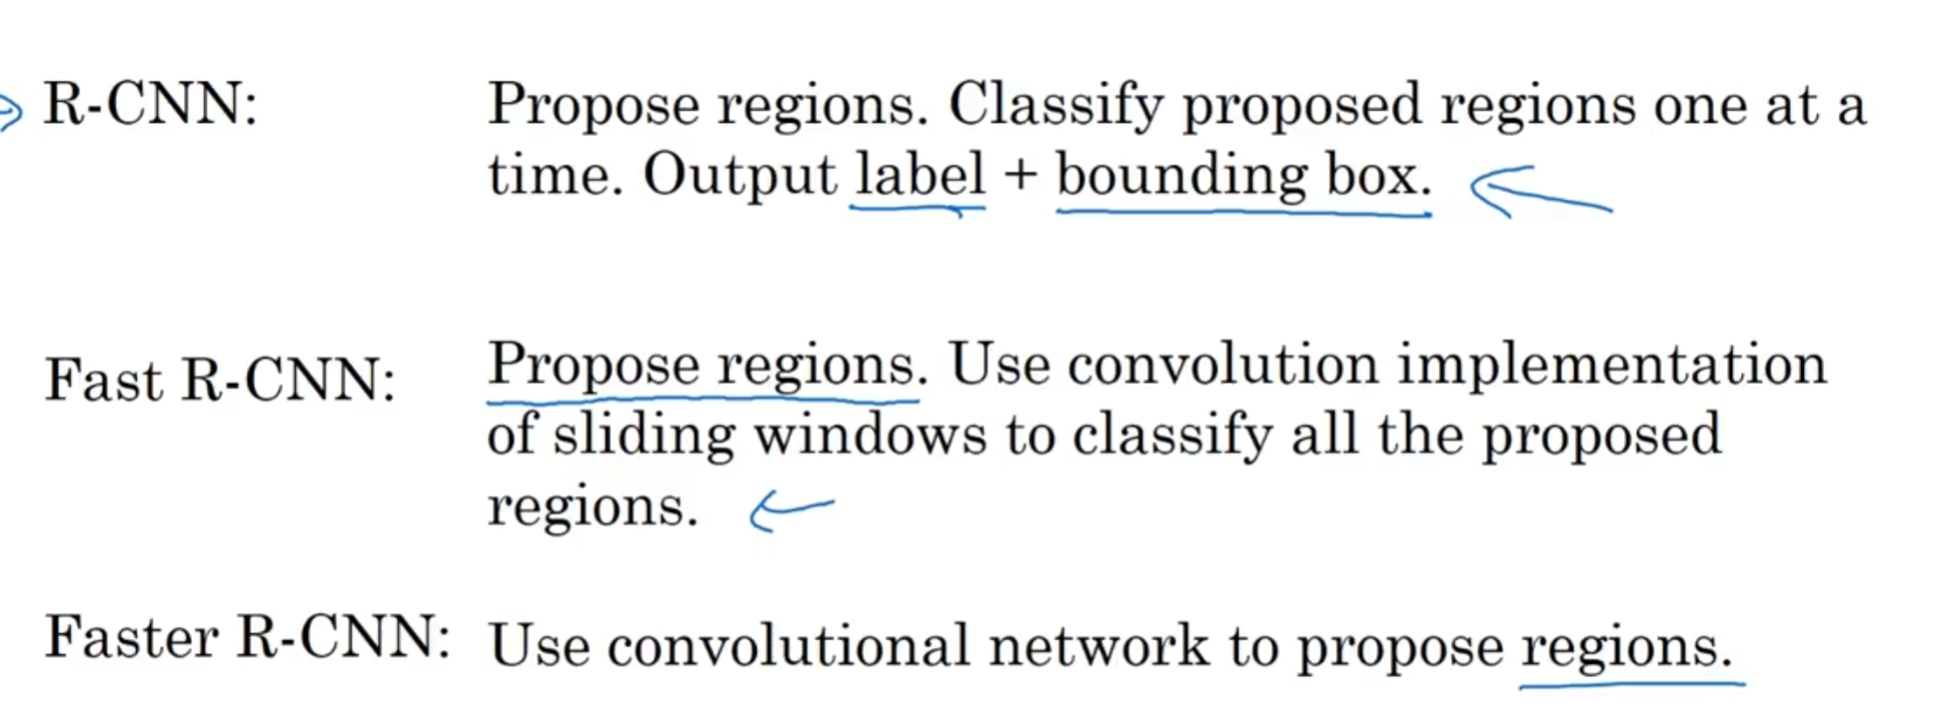 R-CNN: Propose regions. Classify proposed regions one at a
time. Output label + bounding box.
Fast R-CNN: Propose regions. Use convolution implementation
of sliding windows to classify all the proposed
regions.
Faster R-CNN: Use convolutional network to propose regions.